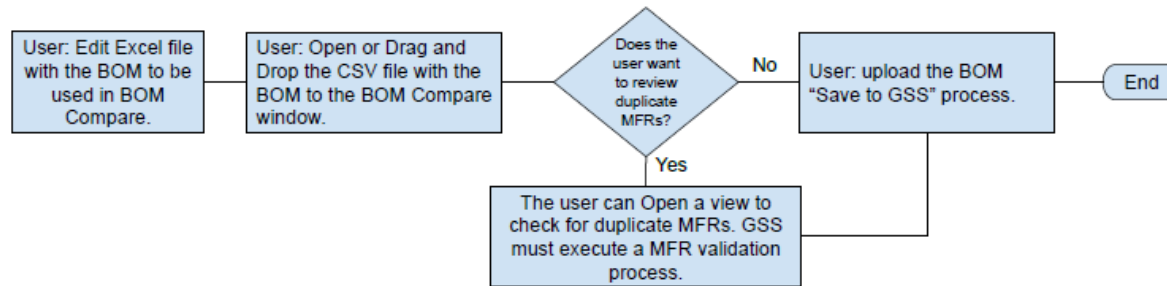 User: Edit Excel file
with the BOM to be
used in BOM
Compare.
User: Open or Drag and
Drop the CSV file with the
BOM to the BOM Compare
window.
Does the
user want
to review
duplicate
MFRs?
No
User: upload the BOM
“Save to GSS” process.
End
Yes
The user can Open a view to
check for duplicate MFRs. GSS
must execute a MFR validation
process.